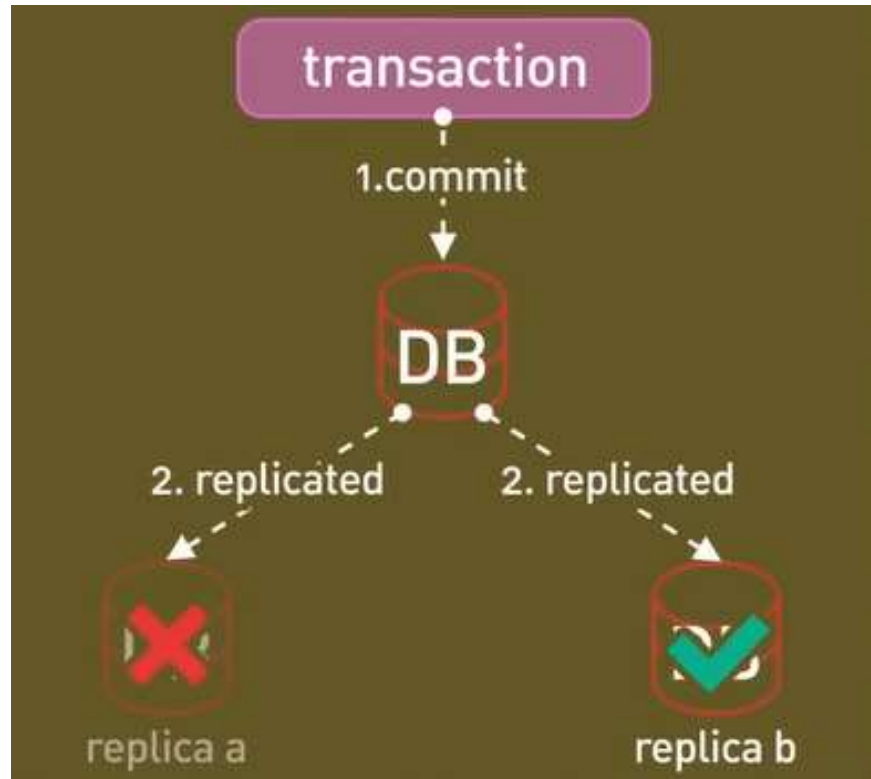 transaction
1.commit
DB
2. replicated
2. replicated
replica a
replica b